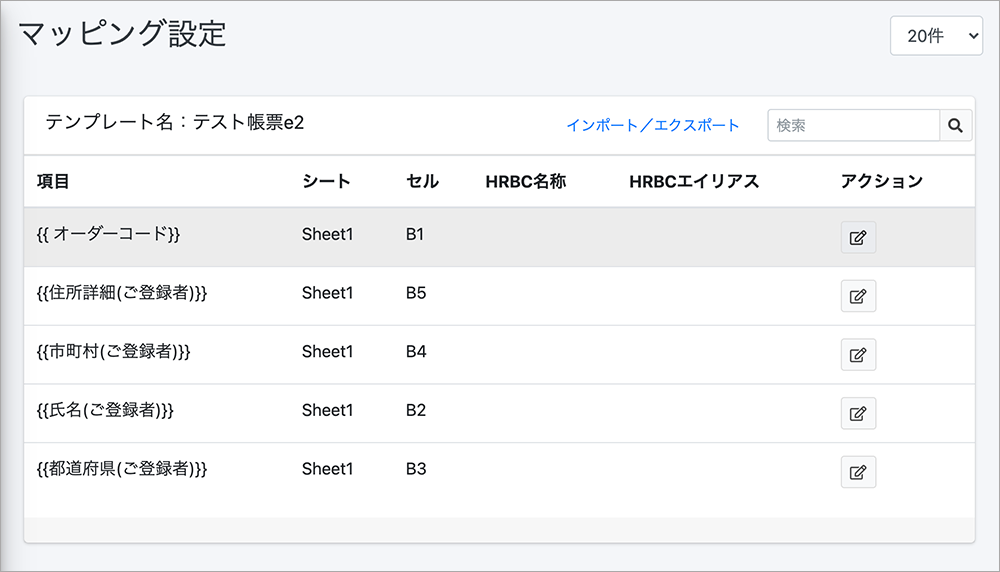 マッピング設定
20件
テンプレート名：テスト帳票e2 インポート／エクスポート 検索
項目 シート セル HRBC名称 HRBCエイリアス アクション
{{ オーダーコード}} Sheet1 B1
{{住所詳細(ご登録者)}} Sheet1 B5
{{市町村(ご登録者)}} Sheet1 B4
{{氏名(ご登録者)}} Sheet1 B2
{{都道府県(ご登録者)}} Sheet1 B3